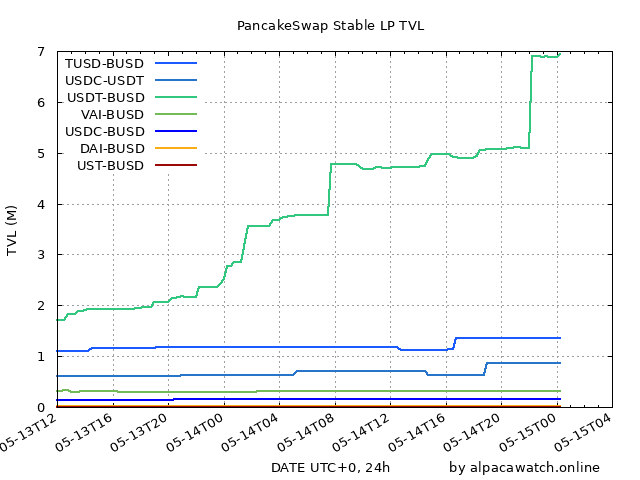 PancakeSwap Stable LP TVL
TVL (M)
7
6
5
4
3
2
1
0
TUSD-BUSD
USDC-USDT
USDT-BUSD
VAI-BUSD
USDC-BUSD
DAI-BUSD
UST-BUSD
05-13T12
05-13T16
05-13T20
05-14T00
05-14T04
05-14T08
05-14T12
05-14T16
05-14T20
05-15T00
05-15T04
DATE UTC+0, 24h
by alpacawatch.online